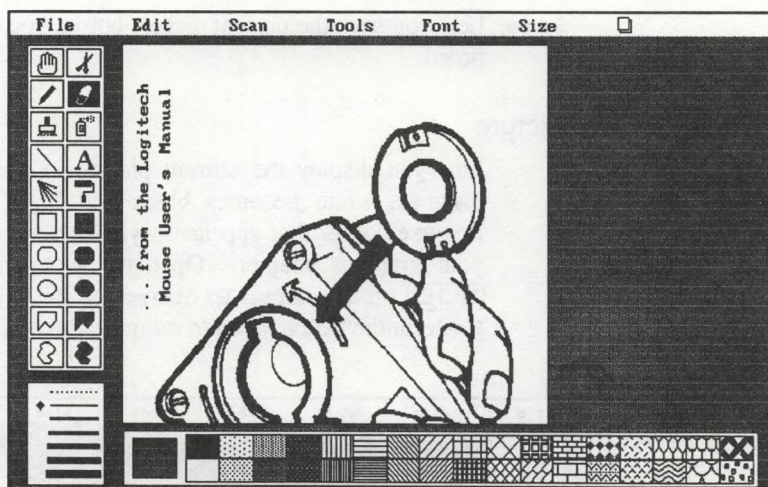 File Edit Scan Tools Font Size
A
... from the Logitech
Mouse User's Manual